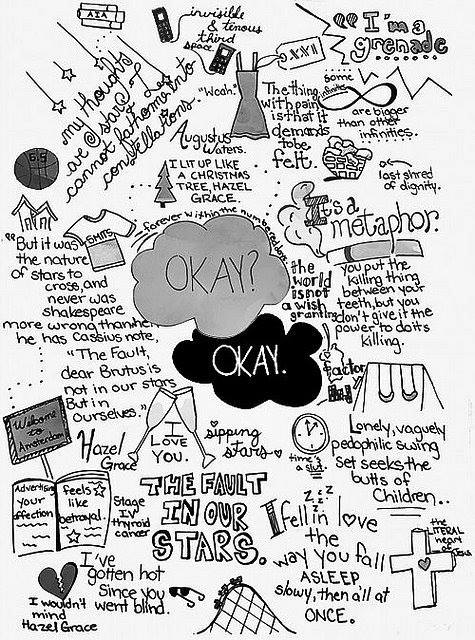 AIA
invisible
& tenous
third
space.
"I'm a
grenade
XXVI
my thoughts
are @ stars I
cannot fathom into
constellations.
"Woah."
The thing
with pain
is that it
demands
to be
felt.
some
infinities
are bigger
than other
infinities.
Augustus
Waters.
I LIT UP LIKE
A CHRISTMAS
TREE, HAZEL
GRACE.
last shred
of dignity.
It's a
metaphor.
SMITS
forever within the numbered days
"But it was
the nature
of stars to
cross, and
never was
shakespeare
more wrong than when
he has Cassius note,
"The Fault,
dear Brutus is
not in our stars
But in
ourselves."
OKAY?
OKAY.
the
world
is not
a wish
granting
factory
you put the
killing thing
between your
teeth, but you
don't give it the
power to do its
killing.
Welcome
to
Amsterdam
Hazel
Grace
I
LOVE
YOU.
sipping
stars
time's
a slut.
Lonely, vaguely
pedophilic swing
set seeks the
butts of
Children..
Advertising
your
affection
feels
like
betrayal.
Stage
IV
thyroid
cancer
THE FAULT
IN OUR
STARS.
z z z
I fell in love
the
way you fall
ASLEEP
slowy, then all at
ONCE.
the
LITERAL
heart
of Jesus
I've
gotten hot
Since you
went blind.
I wouldn't
mind
Hazel Grace